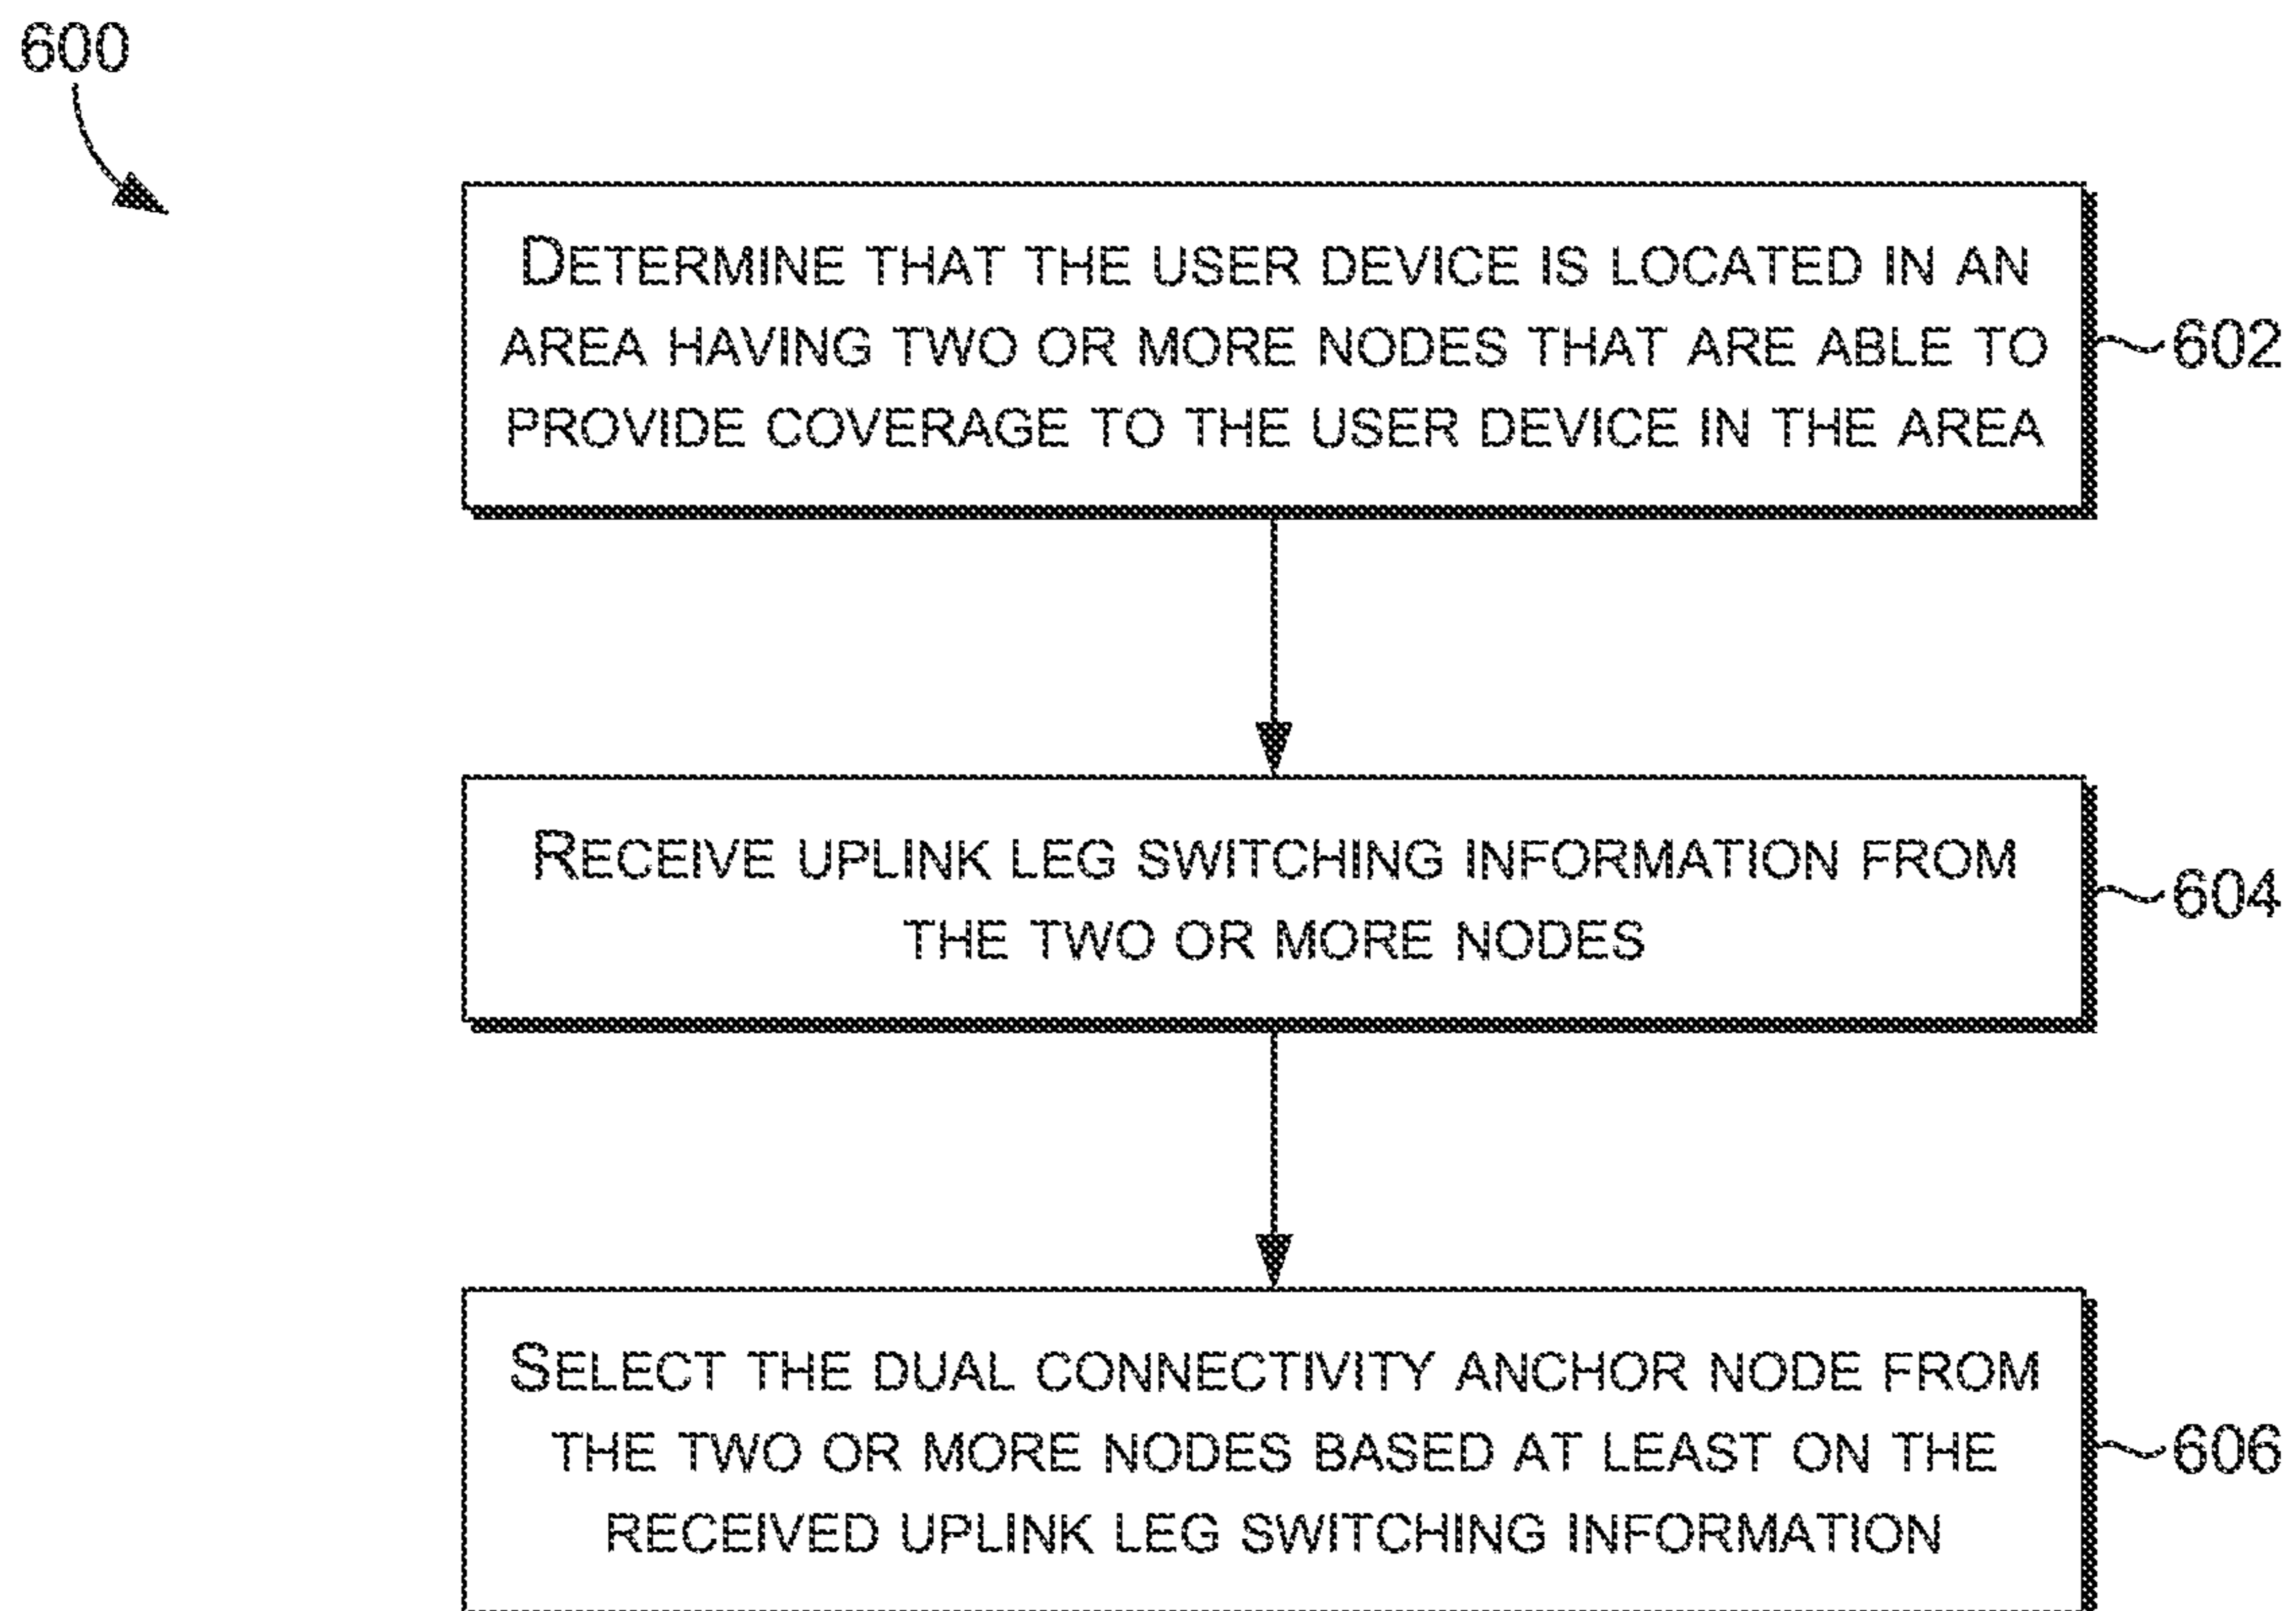 600
DETERMINE THAT THE USER DEVICE IS LOCATED IN AN
AREA HAVING TWO OR MORE NODES THAT ARE ABLE TO
PROVIDE COVERAGE TO THE USER DEVICE IN THE AREA
602
RECEIVE UPLINK LEG SWITCHING INFORMATION FROM
THE TWO OR MORE NODES
604
SELECT THE DUAL CONNECTIVITY ANCHOR NODE FROM
THE TWO OR MORE NODES BASED AT LEAST ON THE
RECEIVED UPLINK LEG SWITCHING INFORMATION
606